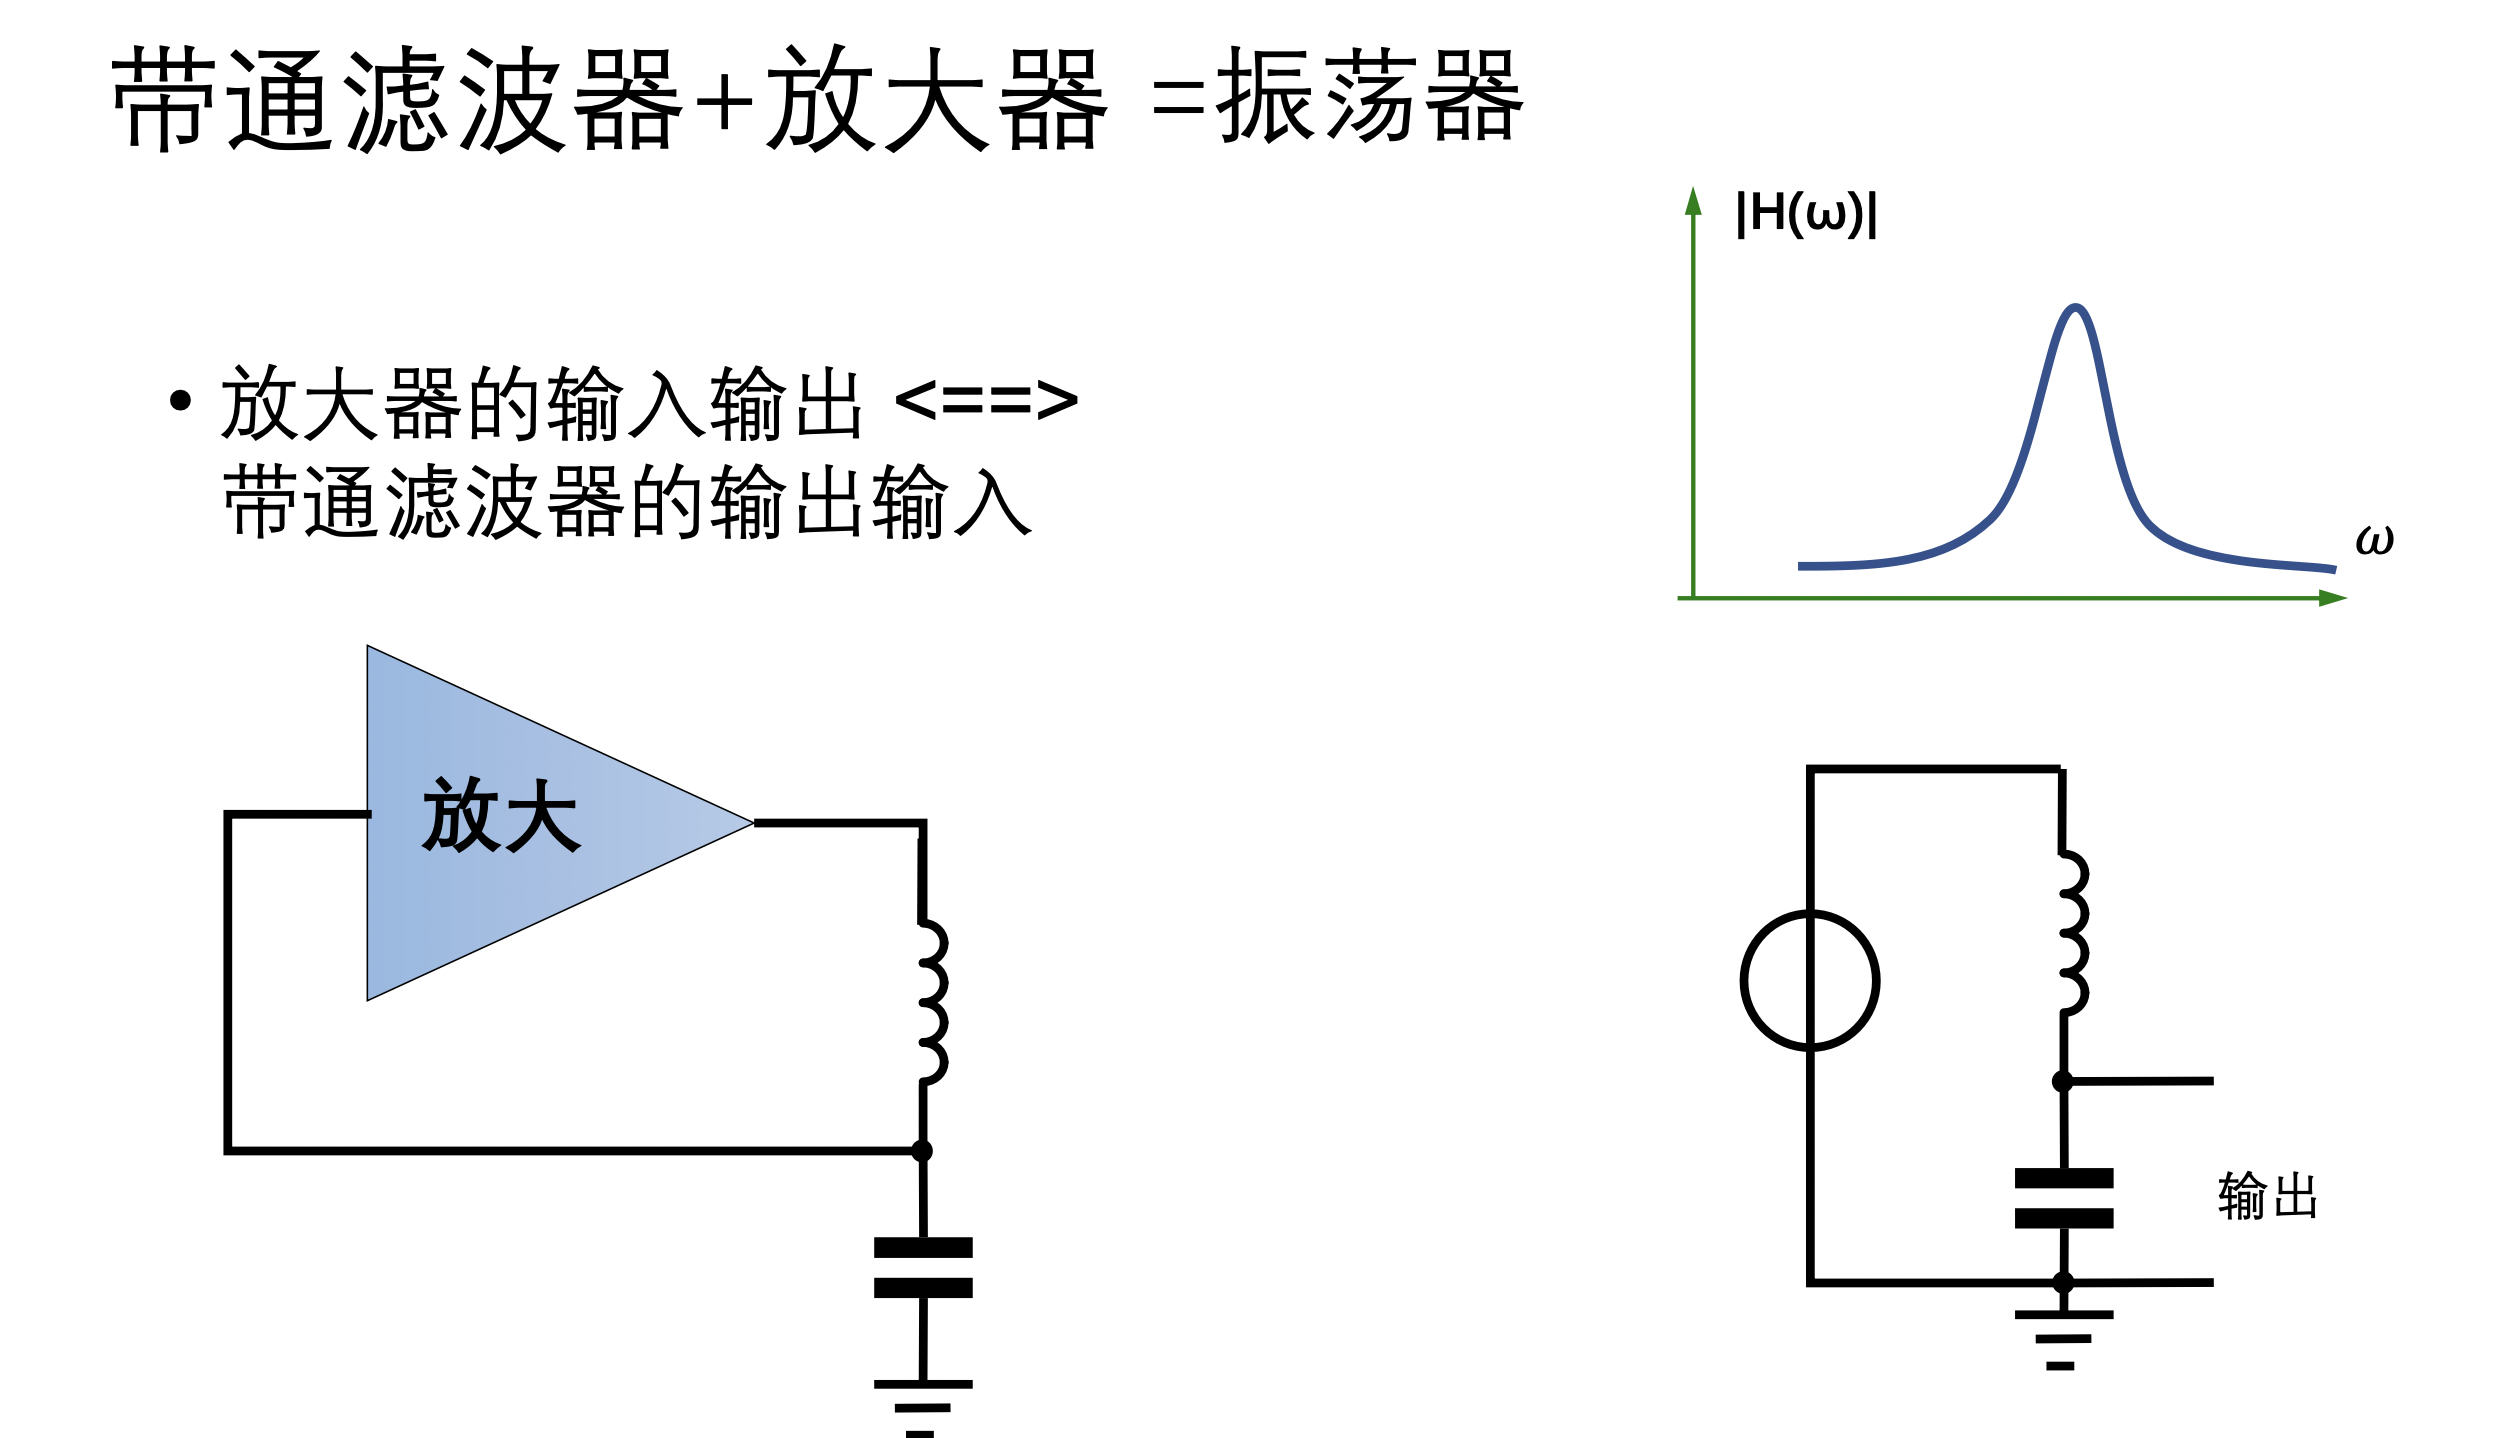 带通滤波器+放大器 =振荡器
|H(ω)|
• 放大器的输入输出 <==>
带通滤波器的输出输入
ω
放大
输出